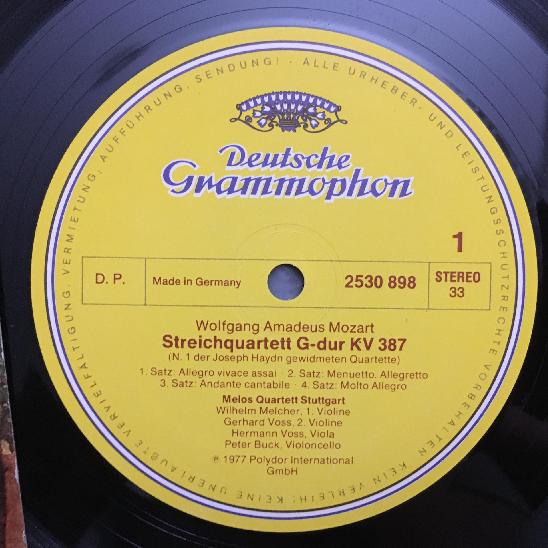 ALLE URHEBER- UND LEISTUNGSSCHUTZRECHTE VORBEHALTEN. KEIN VERLEIH! KEINE UNERLAUBTE VERVIELFÄLTIGUNG, VERMIETUNG, AUFFÜHRUNG, SENDUNG!
Deutsche
Grammophon
1
D. P.
Made in Germany
2530 898
STEREO
33
Wolfgang Amadeus Mozart
Streichquartett G-dur KV 387
(N. 1 der Joseph Haydn gewidmeten Quartette)
1. Satz: Allegro vivace assai · 2. Satz: Menuetto. Allegretto
3. Satz: Andante cantabile · 4. Satz: Molto Allegro
Melos Quartett Stuttgart
Wilhelm Melcher, 1. Violine
Gerhard Voss, 2. Violine
Hermann Voss, Viola
Peter Buck, Violoncello
℗ 1977 Polydor International
GmbH